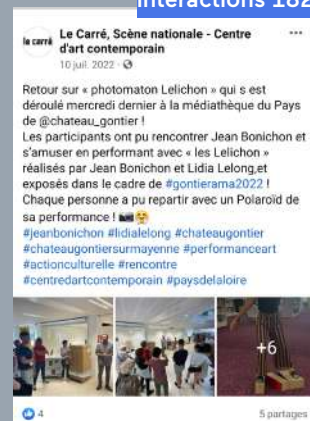 Interactions 182
le carré
Le Carré, Scène nationale - Centre
d'art contemporain
10 juil. 2022 ·
Retour sur « photomaton Lelichon » qui s est
déroulé mercredi dernier à la médiathèque du Pays
de @chateau_gontier !
Les participants ont pu rencontrer Jean Bonichon et
s'amuser en performant avec « les Lelichon »
réalisés par Jean Bonichon et Lidia Lelong,et
exposés dans le cadre de #gontierama2022 !
Chaque personne a pu repartir avec un Polaroïd de
sa performance ! 📸😤
#jeanbonichon #lidialelong #chateaugontier
#chateaugontiersurmayenne #performanceart
#actionculturelle #rencontre
#centredartcontemporain #paysdelaloire
+6
4
5 partages